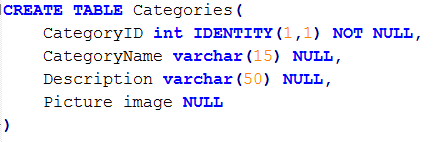 CREATE TABLE Categories(
CategoryID int IDENTITY(1,1) NOT NULL,
CategoryName varchar(15) NULL,
Description varchar(50) NULL,
Picture image NULL
)